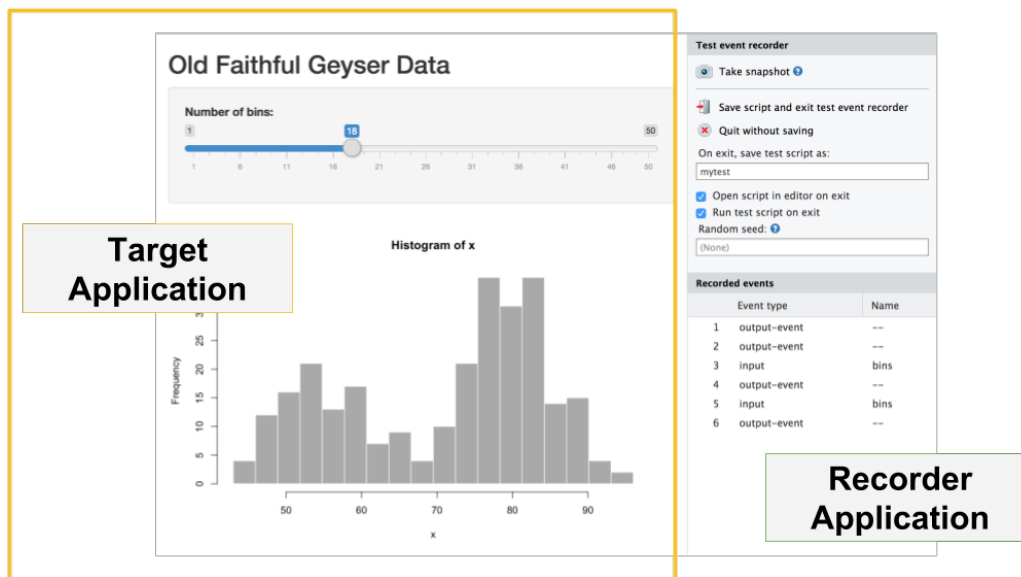 Old Faithful Geyser Data
Number of bins:
1 18 50
1 6 11 16 21 26 31 36 41 46 50
Target
Application
Histogram of x
Frequency
0 5 10 15 20 25
50 60 70 80 90
x
Test event recorder
Take snapshot
Save script and exit test event recorder
Quit without saving
On exit, save test script as:
mytest
Open script in editor on exit
Run test script on exit
Random seed:
(None)
Recorded events
Event type Name
1 output-event --
2 output-event --
3 input bins
4 output-event --
5 input bins
6 output-event --
Recorder
Application